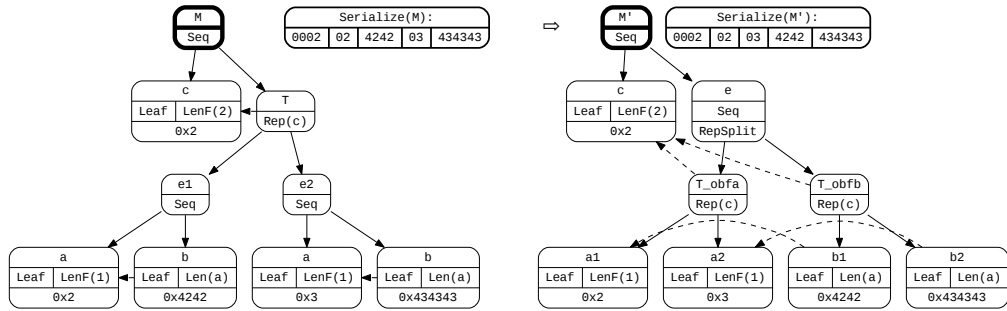 M
Seq
Serialize(M):
0002 02 4242 03 434343
⇨
M'
Seq
Serialize(M'):
0002 02 03 4242 434343
c
Leaf LenF(2)
0x2
T
Rep(c)
c
Leaf LenF(2)
0x2
e
Seq
RepSplit
e1
Seq
e2
Seq
T_obfa
Rep(c)
T_obfb
Rep(c)
a
Leaf LenF(1)
0x2
b
Leaf Len(a)
0x4242
a
Leaf LenF(1)
0x3
b
Leaf Len(a)
0x434343
a1
Leaf LenF(1)
0x2
a2
Leaf LenF(1)
0x3
b1
Leaf Len(a)
0x4242
b2
Leaf Len(a)
0x434343